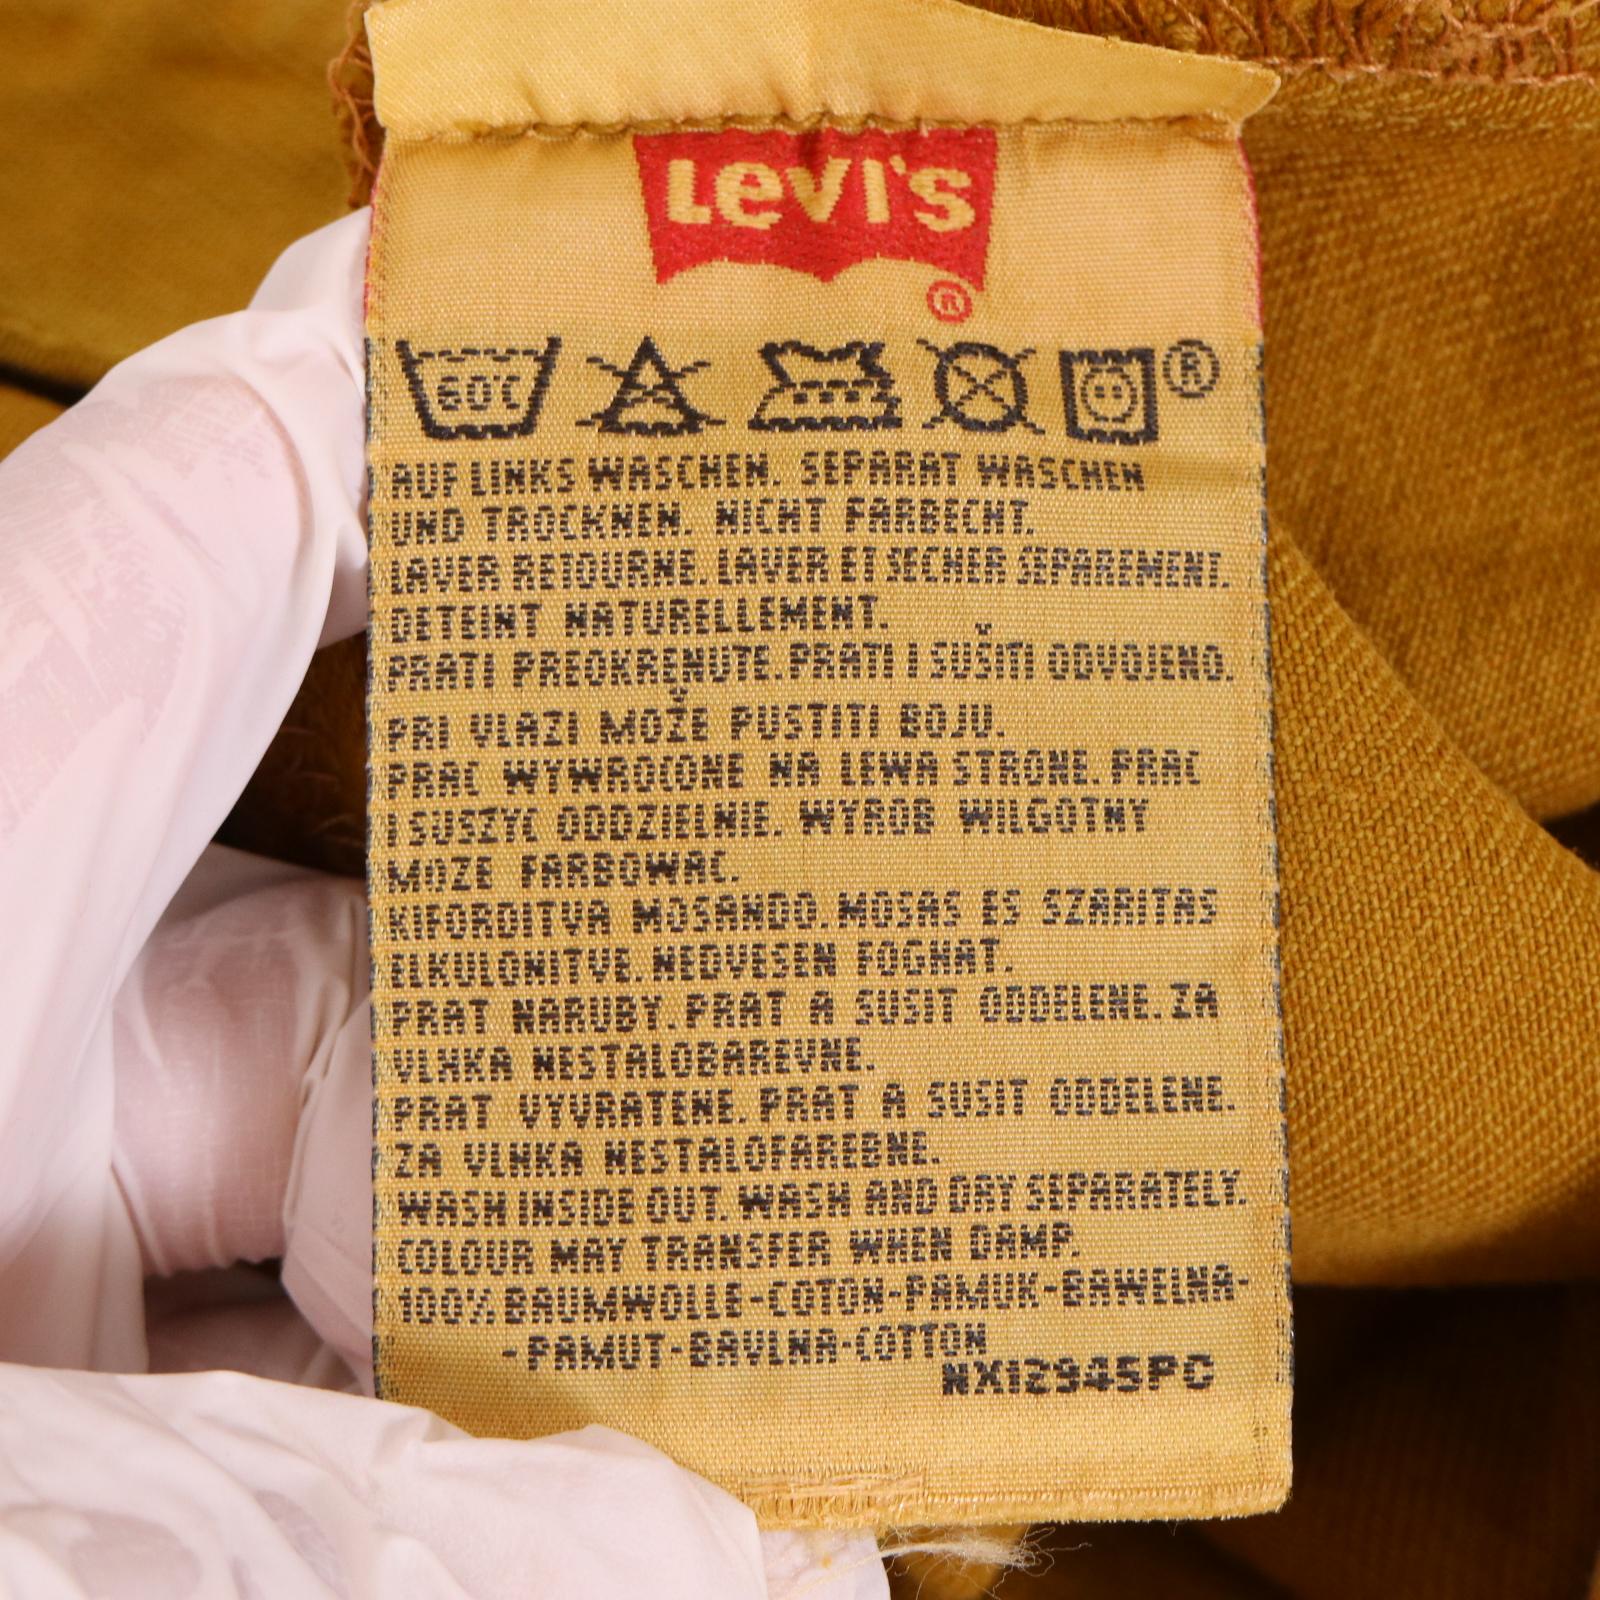 Levi's
®
60°C ®
AUF LINKS WASCHEN. SEPARAT WASCHEN
UND TROCKNEN. NICHT FARBECHT.
LAVER RETOURNE. LAVER ET SECHER SEPAREMENT.
DETEINT NATURELLEMENT.
PRATI PREOKRENUTE. PRATI I SUŠITI ODVOJENO.
PRI VLAZI MOŽE PUSTITI BOJU.
PRAC WYWROCONE NA LEWA STRONE. PRAC
I SUSZYC ODDZIELNIE. WYROB WILGOTNY
MOZE FARBOWAC.
KIFORDITVA MOSANDO. MOSAS ES SZARITAS
ELKULONITVE. NEDVESEN FOGHAT.
PRAT NARUBY. PRAT A SUSIT ODDELENE. ZA
VLHKA NESTALOBAREVNE.
PRAT VYVRATENE. PRAT A SUSIT ODDELENE.
ZA VLHKA NESTALOFAREBNE.
WASH INSIDE OUT. WASH AND DRY SEPARATELY.
COLOUR MAY TRANSFER WHEN DAMP.
100% BAUMWOLLE-COTON-PAMUK-BAWELNA-
-PAMUT-BAVLNA-COTTON
NX12945PC